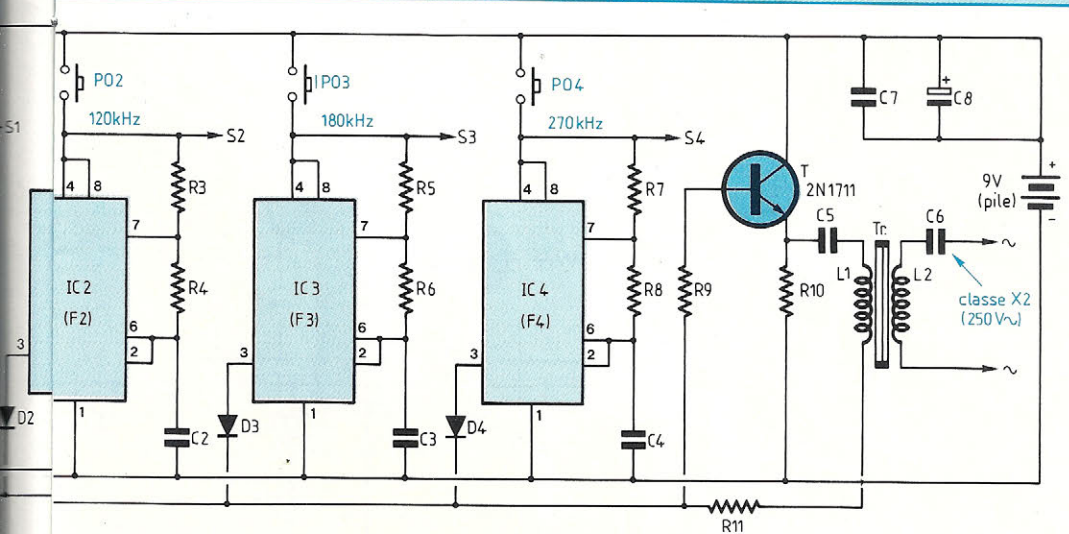 S1
PO2
120kHz
S2
4 8
R3
7
IC2
(F2)
R4
6
2
3
1
D2
C2
IPO3
180kHz
S3
4 8
R5
7
IC3
(F3)
R6
6
2
3
1
D3
C3
PO4
270kHz
S4
4 8
R7
7
IC4
(F4)
R8
6
2
3
1
D4
C4
T
2N1711
R9
R10
C5
L1
Tr.
L2
C6
classe X2
(250V∿)
∿
∿
C7
+
C8
+
9V
(pile)
−
R11